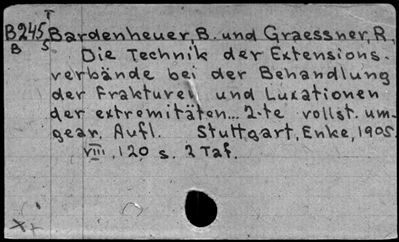 B245 T Bardenheuer, B. und Graessner, R,
B 5 Die Technik der Extensions-
verbände bei der Behandlung
der Frakturen und Luxationen
der extremitäten... 2.te vollst. um-
gear. Aufl. Stuttgart, Enke, 1905.
VIII, 120 s. 2 Taf.